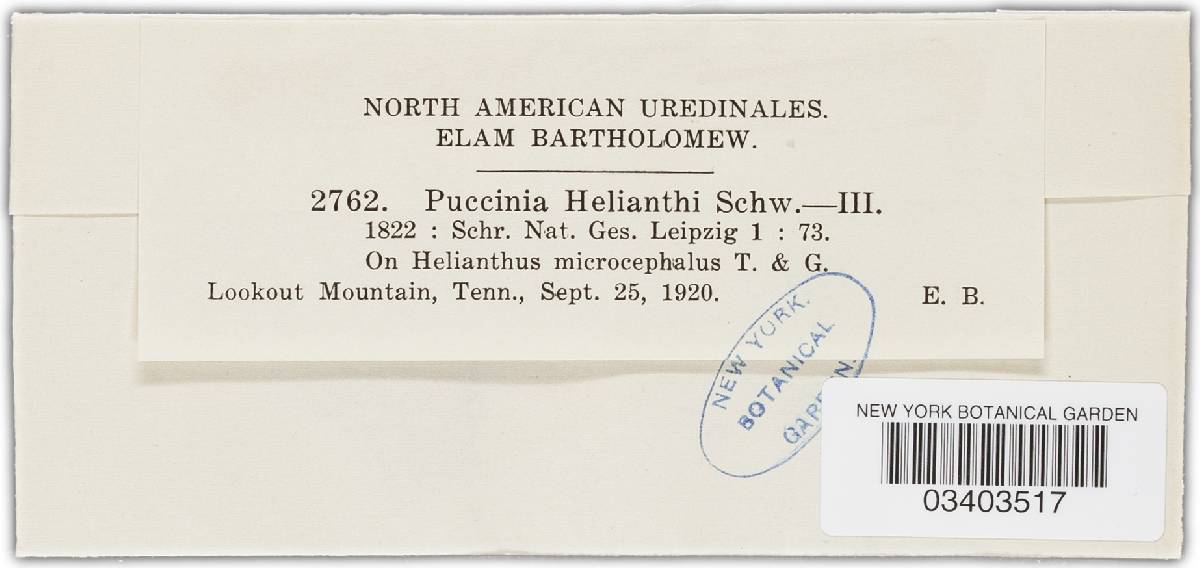 NORTH AMERICAN UREDINALES.
ELAM BARTHOLOMEW.
2762. Puccinia Helianthi Schw.—III.
1822 : Schr. Nat. Ges. Leipzig 1 : 73.
On Helianthus microcephalus T. & G.
Lookout Mountain, Tenn., Sept. 25, 1920. E. B.
NEW YORK.
BOTANICAL
GARDEN.
NEW YORK BOTANICAL GARDEN
03403517